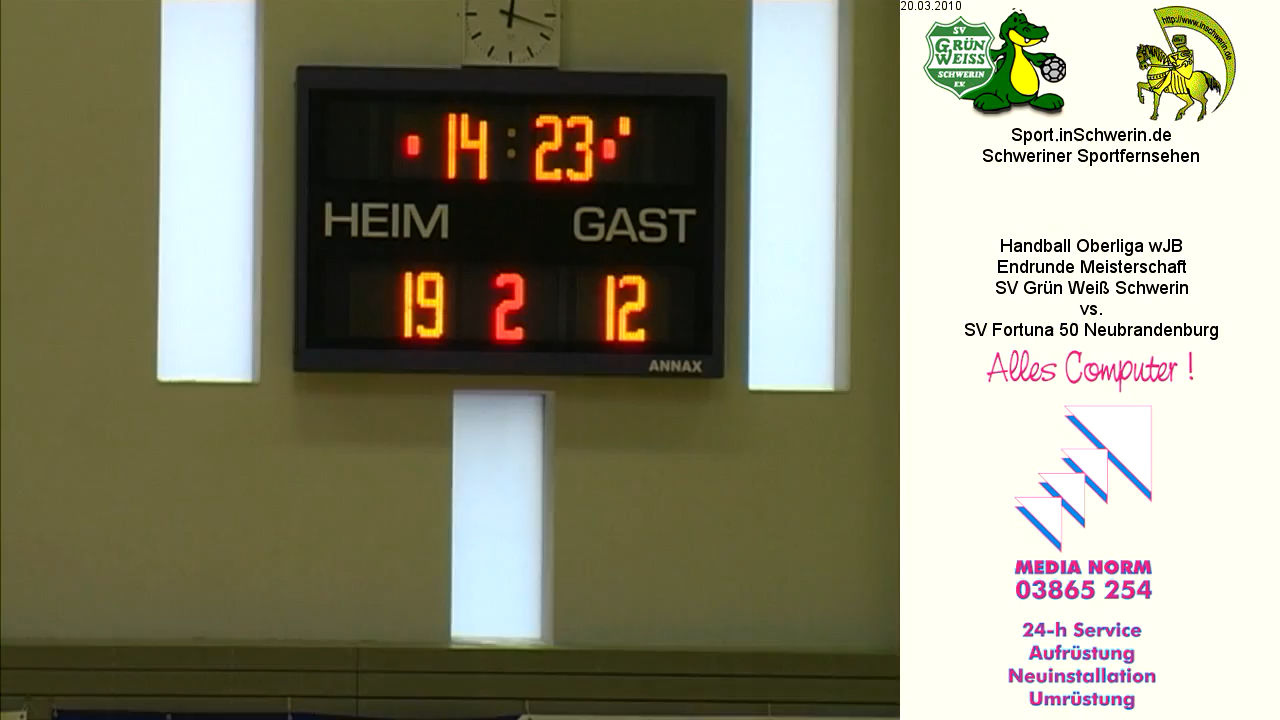 14:23
HEIM GAST
19 2 12
ANNAX
20.03.2010
SV
GRÜN
WEISS
SCHWERIN
E.V.
http://www.inschwerin.de
Sport.inSchwerin.de
Schweriner Sportfernsehen
Handball Oberliga wJB
Endrunde Meisterschaft
SV Grün Weiß Schwerin
vs.
SV Fortuna 50 Neubrandenburg
Alles Computer !
MEDIA NORM
03865 254
24-h Service
Aufrüstung
Neuinstallation
Umrüstung